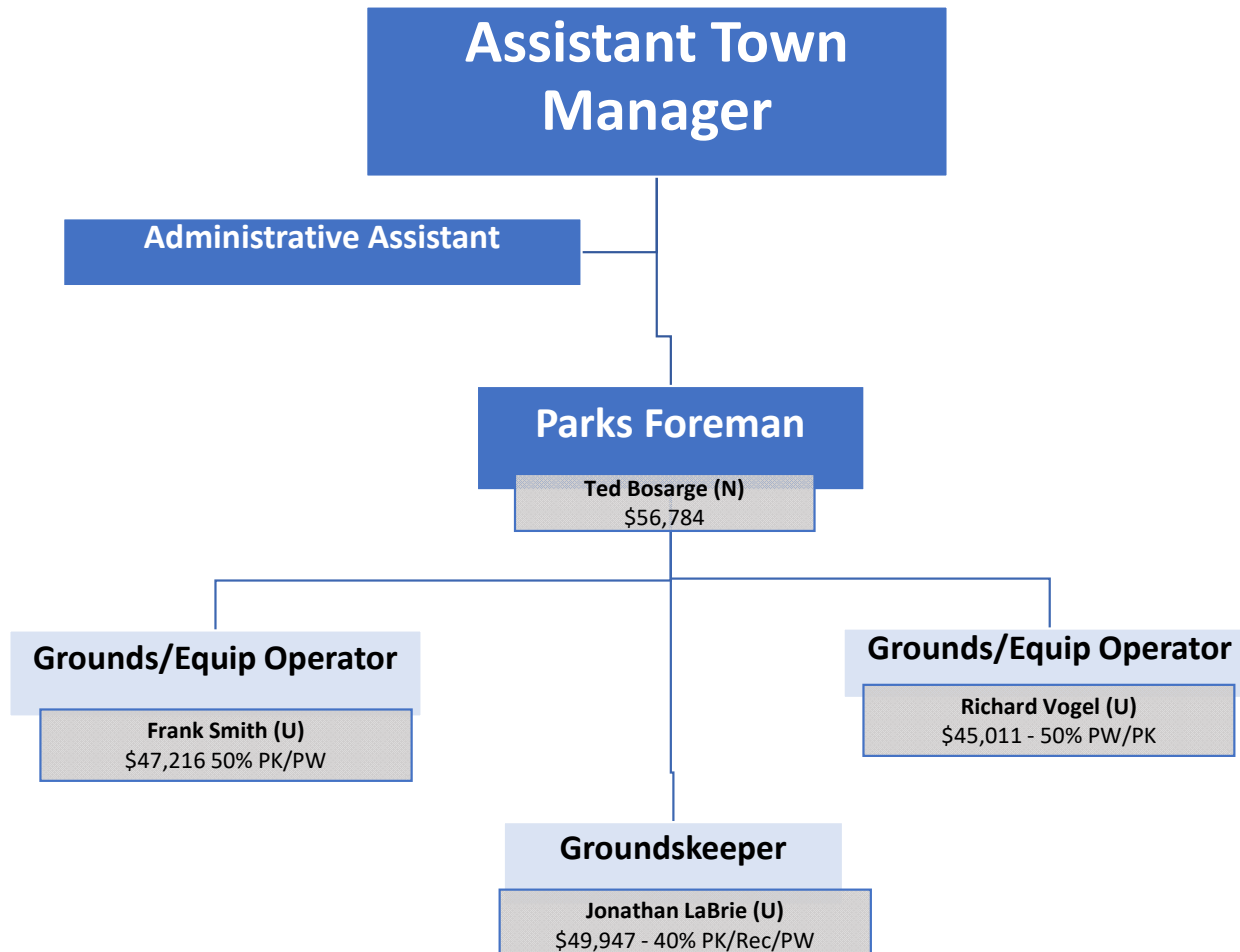 Assistant Town
Manager
Administrative Assistant
Parks Foreman
Ted Bosarge (N)
$56,784
Grounds/Equip Operator
Frank Smith (U)
$47,216 50% PK/PW
Grounds/Equip Operator
Richard Vogel (U)
$45,011 - 50% PW/PK
Groundskeeper
Jonathan LaBrie (U)
$49,947 - 40% PK/Rec/PW